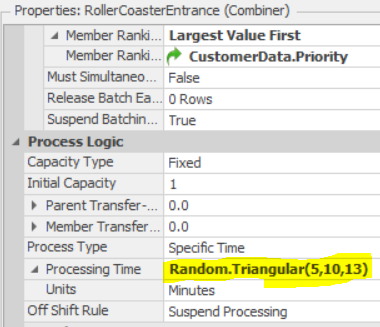 Properties: RollerCoasterEntrance (Combiner)
Member Ranki... Largest Value First
Member Ranki... CustomerData.Priority
Must Simultaneo... False
Release Batch Ea... 0 Rows
Suspend Batchin... True
Process Logic
Capacity Type Fixed
Initial Capacity 1
Parent Transfer-... 0.0
Member Transfer... 0.0
Process Type Specific Time
Processing Time Random.Triangular(5,10,13)
Units Minutes
Off Shift Rule Suspend Processing